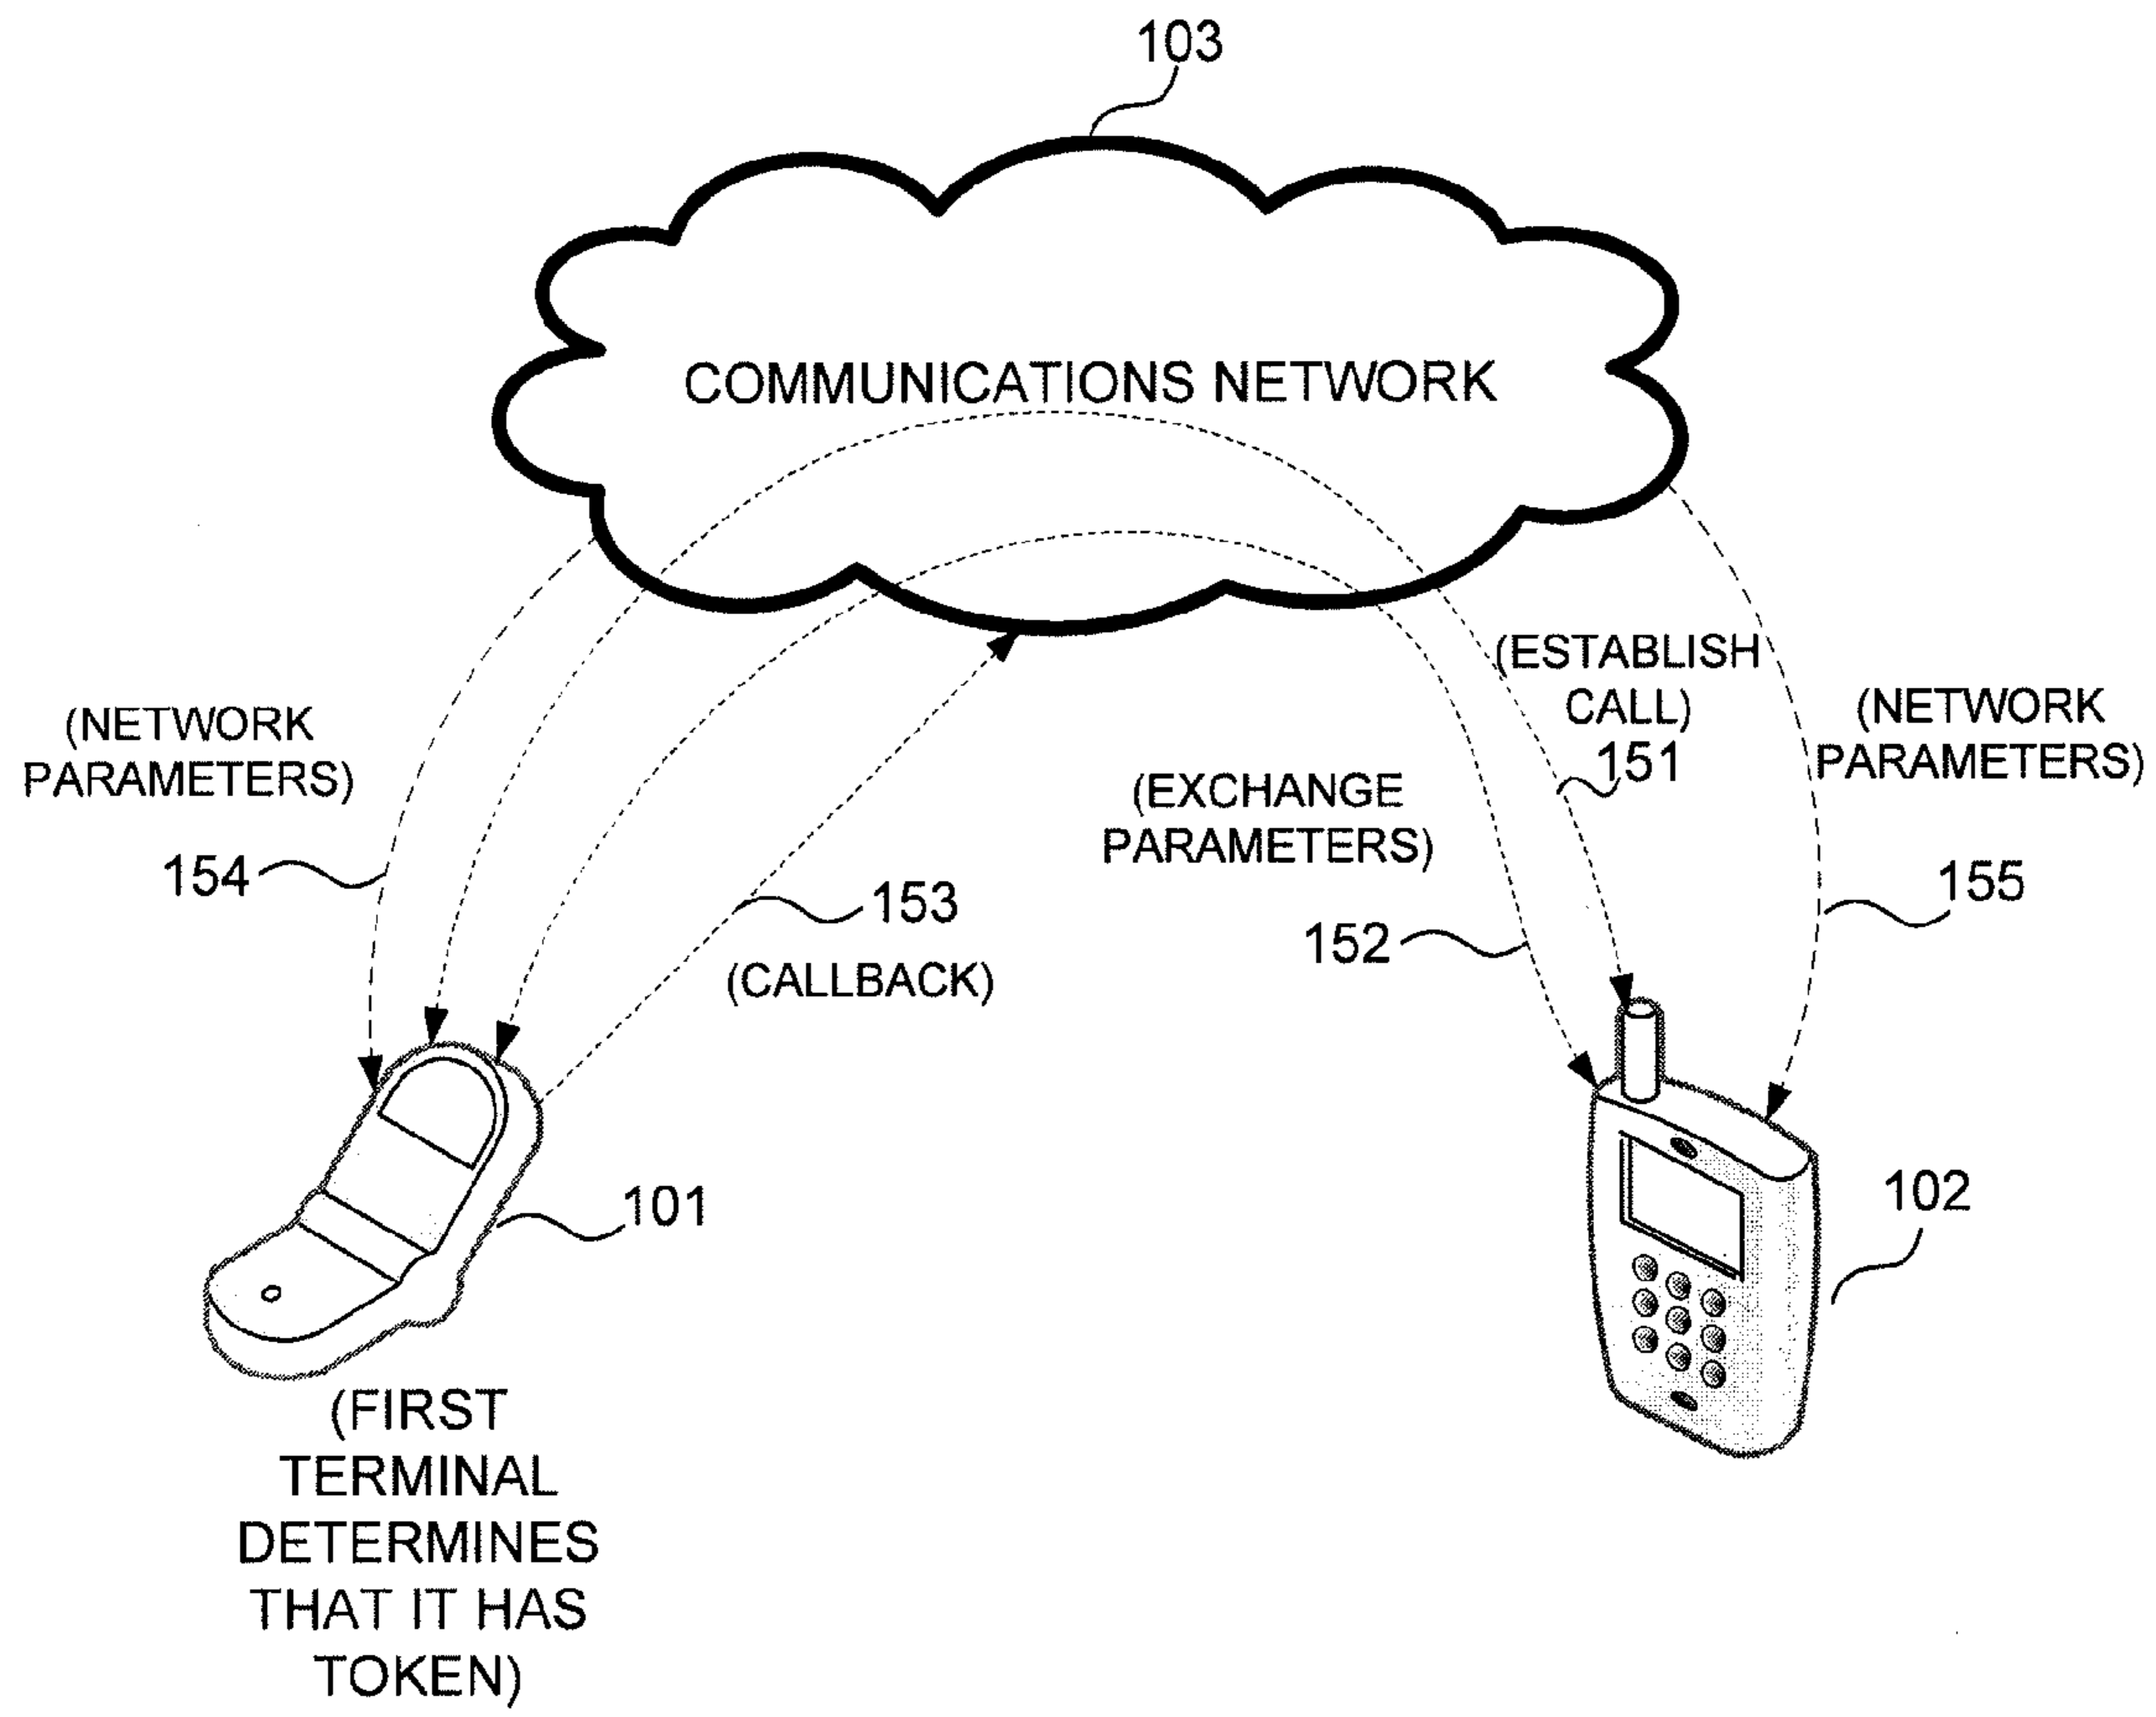 103
COMMUNICATIONS NETWORK
(ESTABLISH
CALL)
151
(NETWORK
PARAMETERS)
(NETWORK
PARAMETERS)
(EXCHANGE
PARAMETERS)
154
153
(CALLBACK)
152
155
101
102
(FIRST
TERMINAL
DETERMINES
THAT IT HAS
TOKEN)